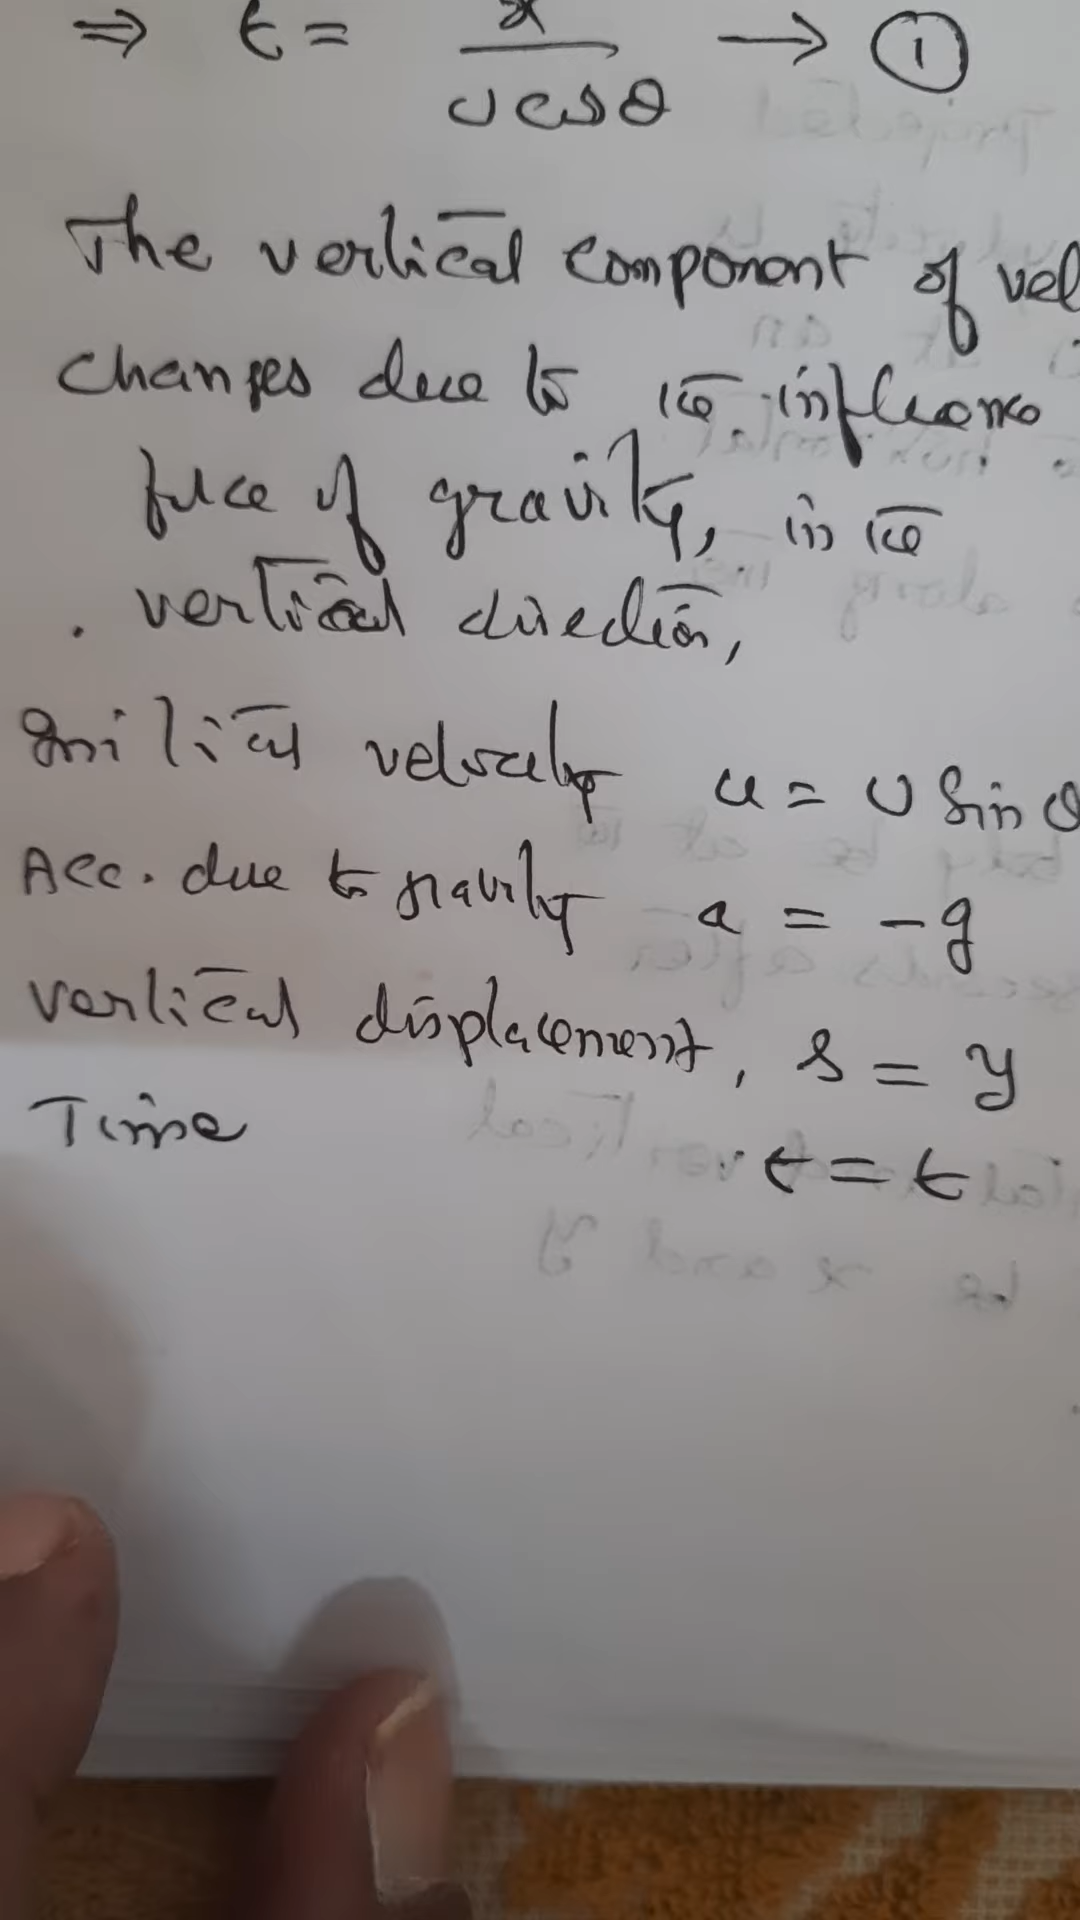 ⇒ t = x / v cosθ → ①
The vertical component of vel
changes due to the influence
force of gravity, in the
vertical direction,
Initial velocity u = v sin θ
Acc. due to gravity a = -g
vertical displacement, s = y
Time t = t